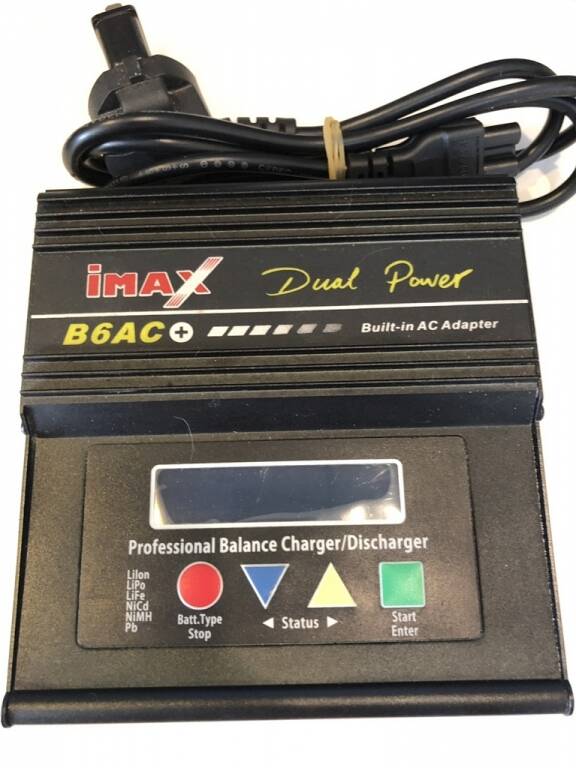 iMAX
Dual Power
B6AC+
Built-in AC Adapter
Professional Balance Charger/Discharger
LiIon
LiPo
LiFe
NiCd
NiMH
Pb
Batt.Type
Stop
◄ Status ►
Start
Enter